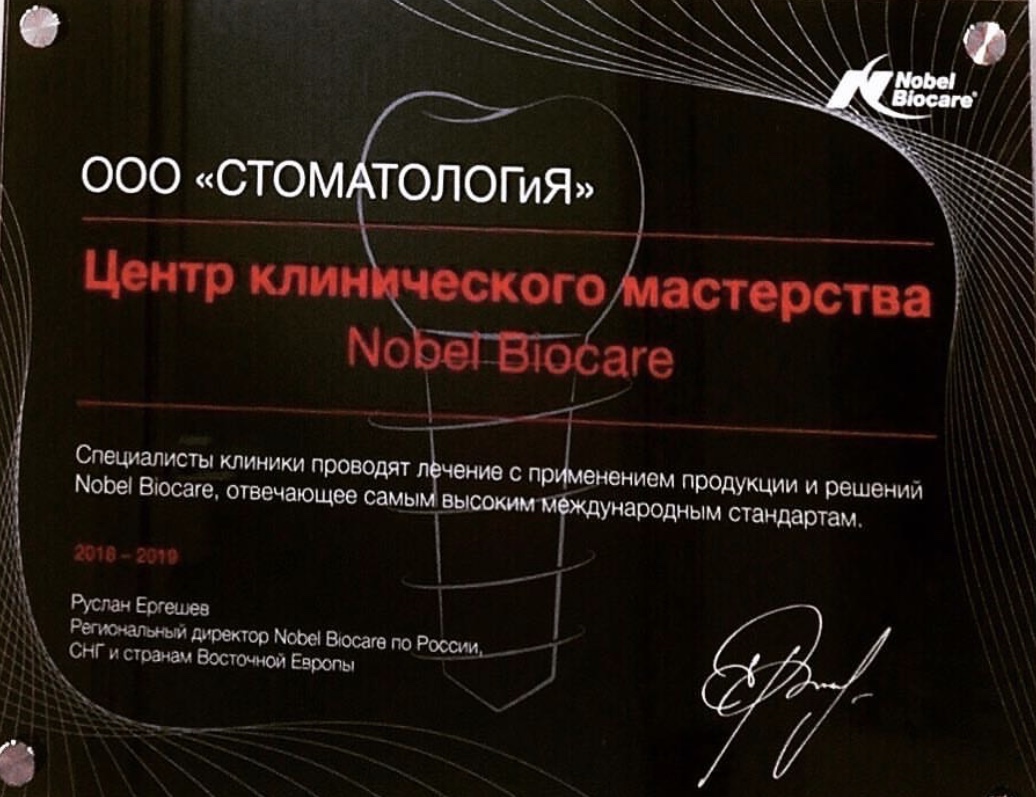 Nobel
Biocare®
ООО «СТОМАТОЛОГиЯ»
Центр клинического мастерства
Nobel Biocare
Специалисты клиники проводят лечение с применением продукции и решений
Nobel Biocare, отвечающее самым высоким международным стандартам.
2018 – 2019
Руслан Ергешев
Региональный директор Nobel Biocare по России,
СНГ и странам Восточной Европы